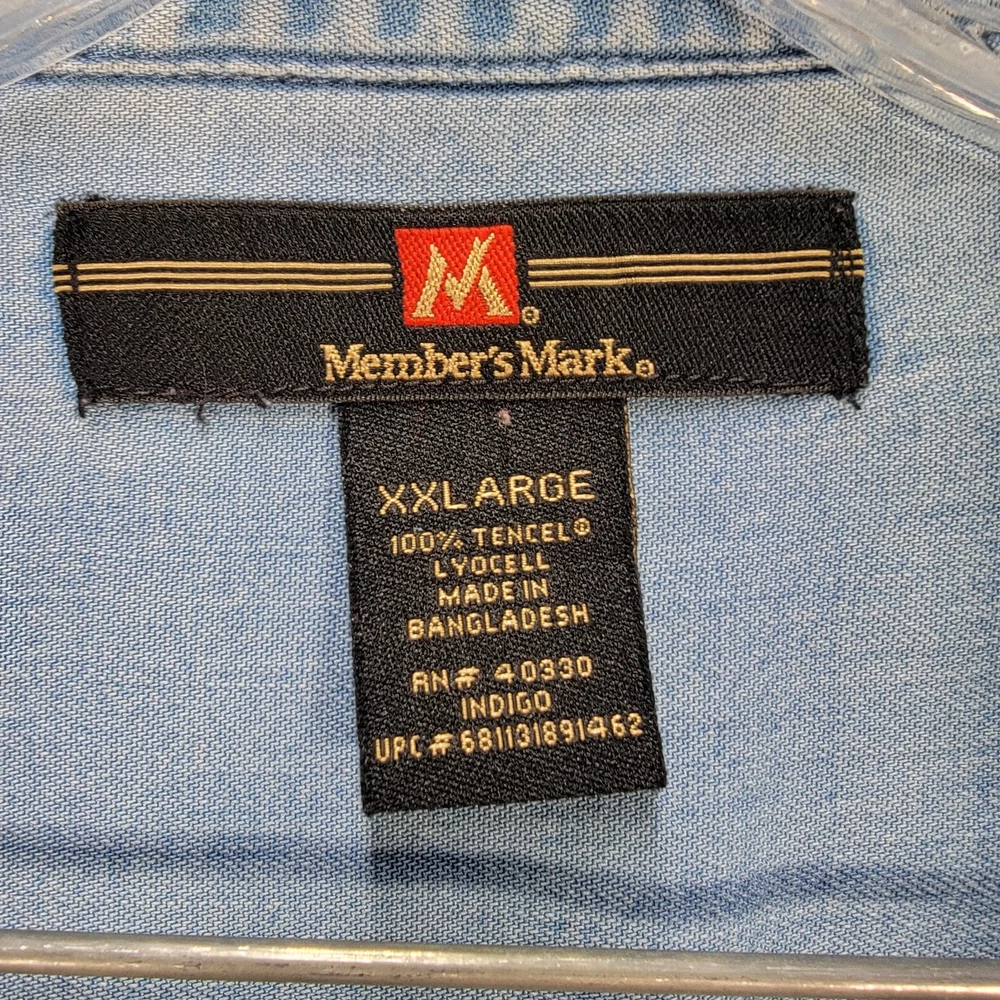 M®
Member's Mark®
XXLARGE
100% TENCEL®
LYOCELL
MADE IN
BANGLADESH
RN# 40330
INDIGO
UPC# 681131891462